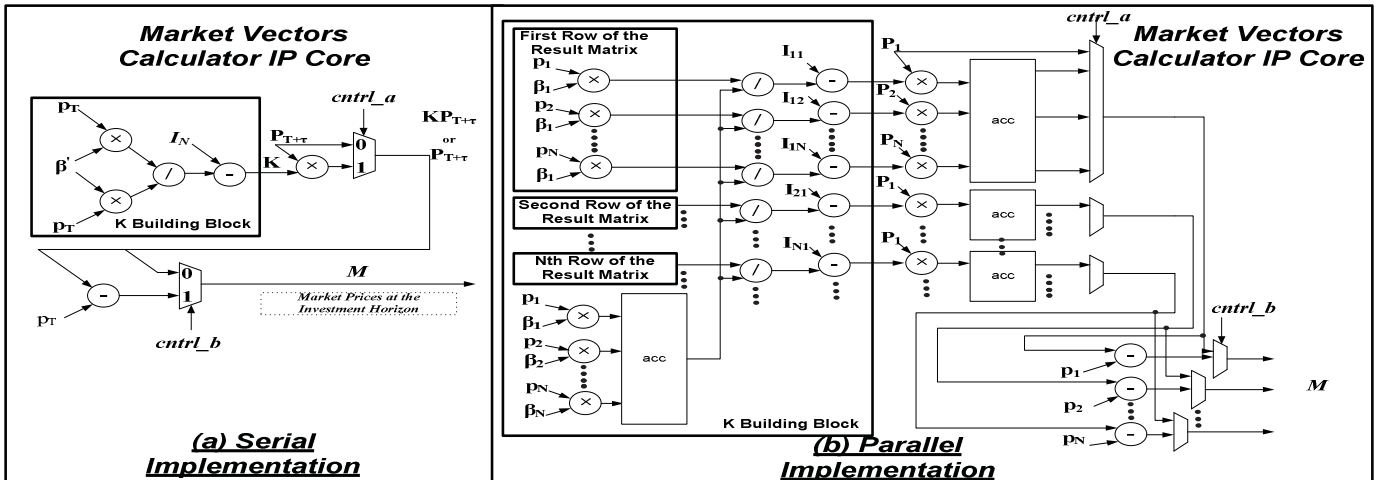 Market Vectors
Calculator IP Core
pT
β'
pT
×
×
/
IN
-
K
PT+τ
×
cntrl_a
0
1
KPT+τ
or
PT+τ
K Building Block
-
pT
0
1
cntrl_b
M
Market Prices at the
Investment Horizon
(a) Serial
Implementation
First Row of the
Result Matrix
p1
β1
×
p2
β1
×
pN
β1
×
Second Row of the
Result Matrix
Nth Row of the
Result Matrix
p1
β1
×
p2
β2
×
pN
βN
×
acc
/
/
/
/
/
I11
-
I12
-
I1N
-
I21
-
IN1
-
K Building Block
P1
×
P2
×
PN
×
P1
×
P1
×
acc
acc
acc
cntrl_a
Market Vectors
Calculator IP Core
cntrl_b
-
p1
-
p2
-
pN
M
(b) Parallel
Implementation